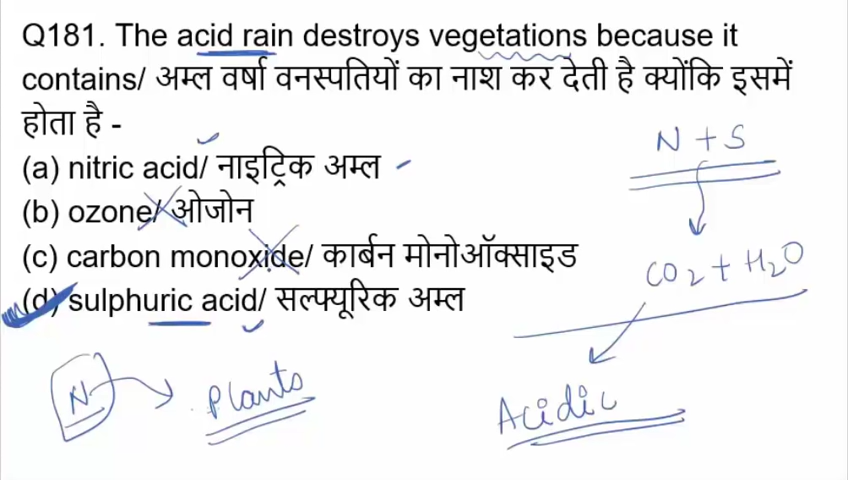 Q181. The acid rain destroys vegetations because it
contains/ अम्ल वर्षा वनस्पतियों का नाश कर देती है क्योंकि इसमें
होता है -
(a) nitric acid/ नाइट्रिक अम्ल
(b) ozone/ ओजोन
(c) carbon monoxide/ कार्बन मोनोऑक्साइड
(d) sulphuric acid/ सल्फ्यूरिक अम्ल
N + S
CO2 + H2O
N
Plants
Acidic